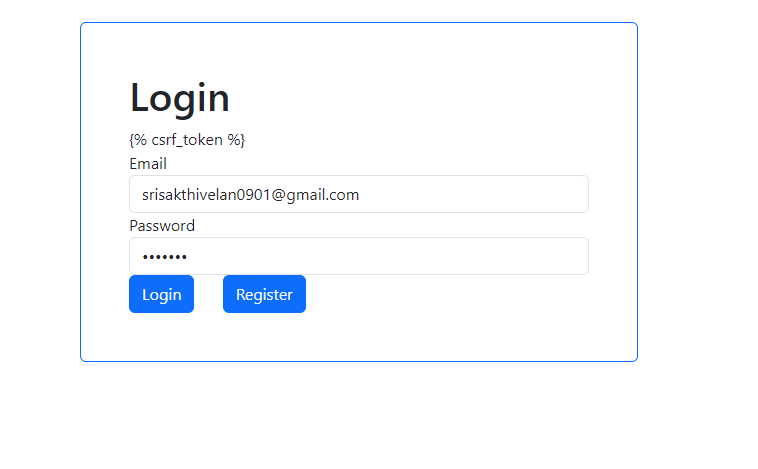 Login
{% csrf_token %}
Email
srisakthivelan0901@gmail.com
Password
•••••••
Login Register